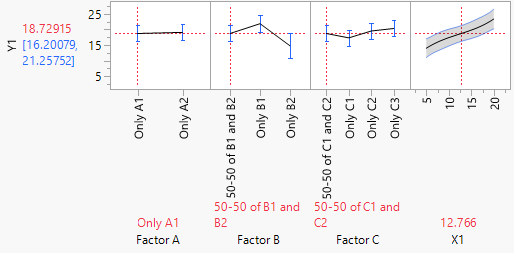 Y1
18.72915
[16.20079,
21.25752]
25
15
5
Only A1
Only A2
50-50 of B1 and B2
Only B1
Only B2
50-50 of C1 and C2
Only C1
Only C2
Only C3
5
10
15
20
Only A1
Factor A
50-50 of B1 and
B2
Factor B
50-50 of C1 and
C2
Factor C
12.766
X1